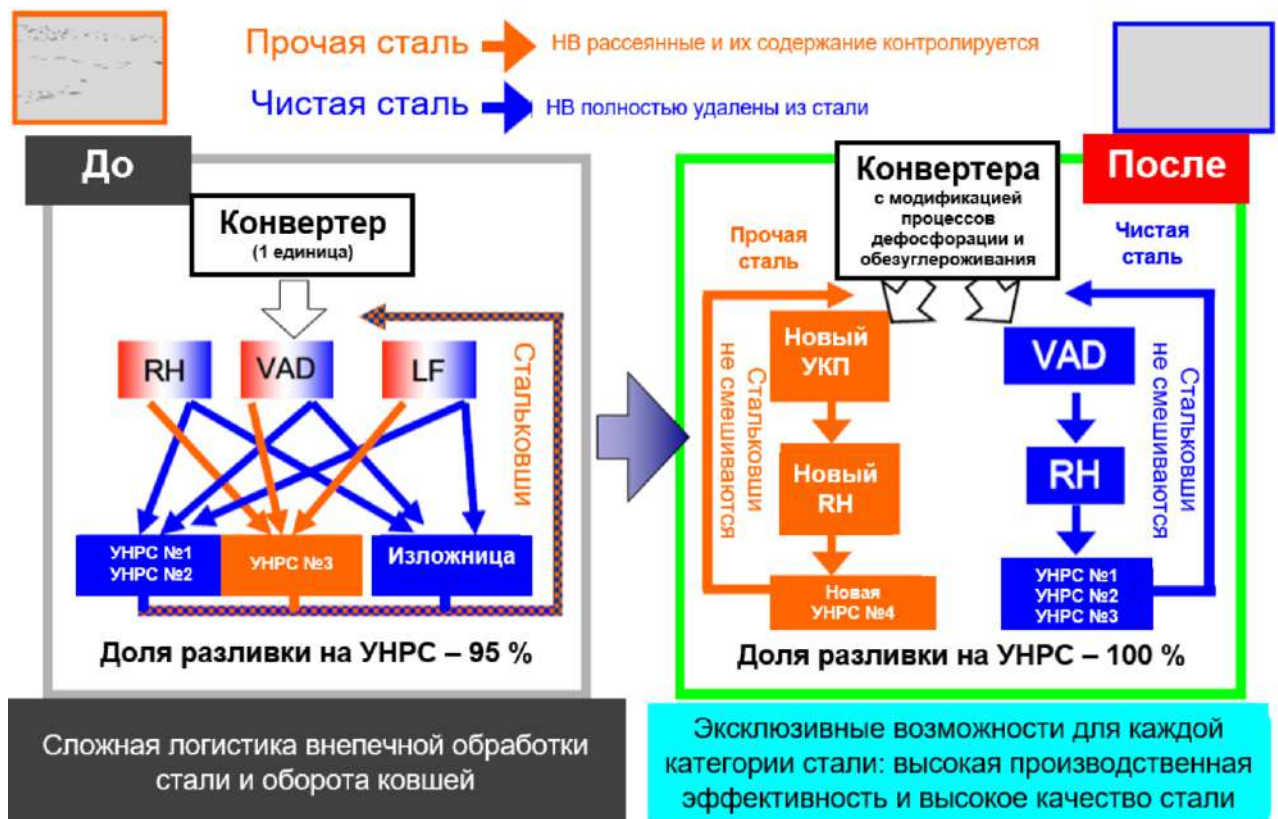 Прочая сталь
НВ рассеянные и их содержание контролируется
Чистая сталь
НВ полностью удалены из стали
До
Конвертер
(1 единица)
RH
VAD
LF
Стальковши
УНРС №1
УНРС №2
УНРС №3
Изложница
Доля разливки на УНРС – 95 %
Сложная логистика внепечной обработки
стали и оборота ковшей
После
Конвертера
с модификацией
процессов
дефосфорации и
обезуглероживания
Прочая
сталь
Чистая
сталь
Новый
УКП
Новый
RH
Новая
УНРС №4
Стальковши
не смешиваются
VAD
RH
УНРС №1
УНРС №2
УНРС №3
Стальковши
не смешиваются
Доля разливки на УНРС – 100 %
Эксклюзивные возможности для каждой
категории стали: высокая производственная
эффективность и высокое качество стали